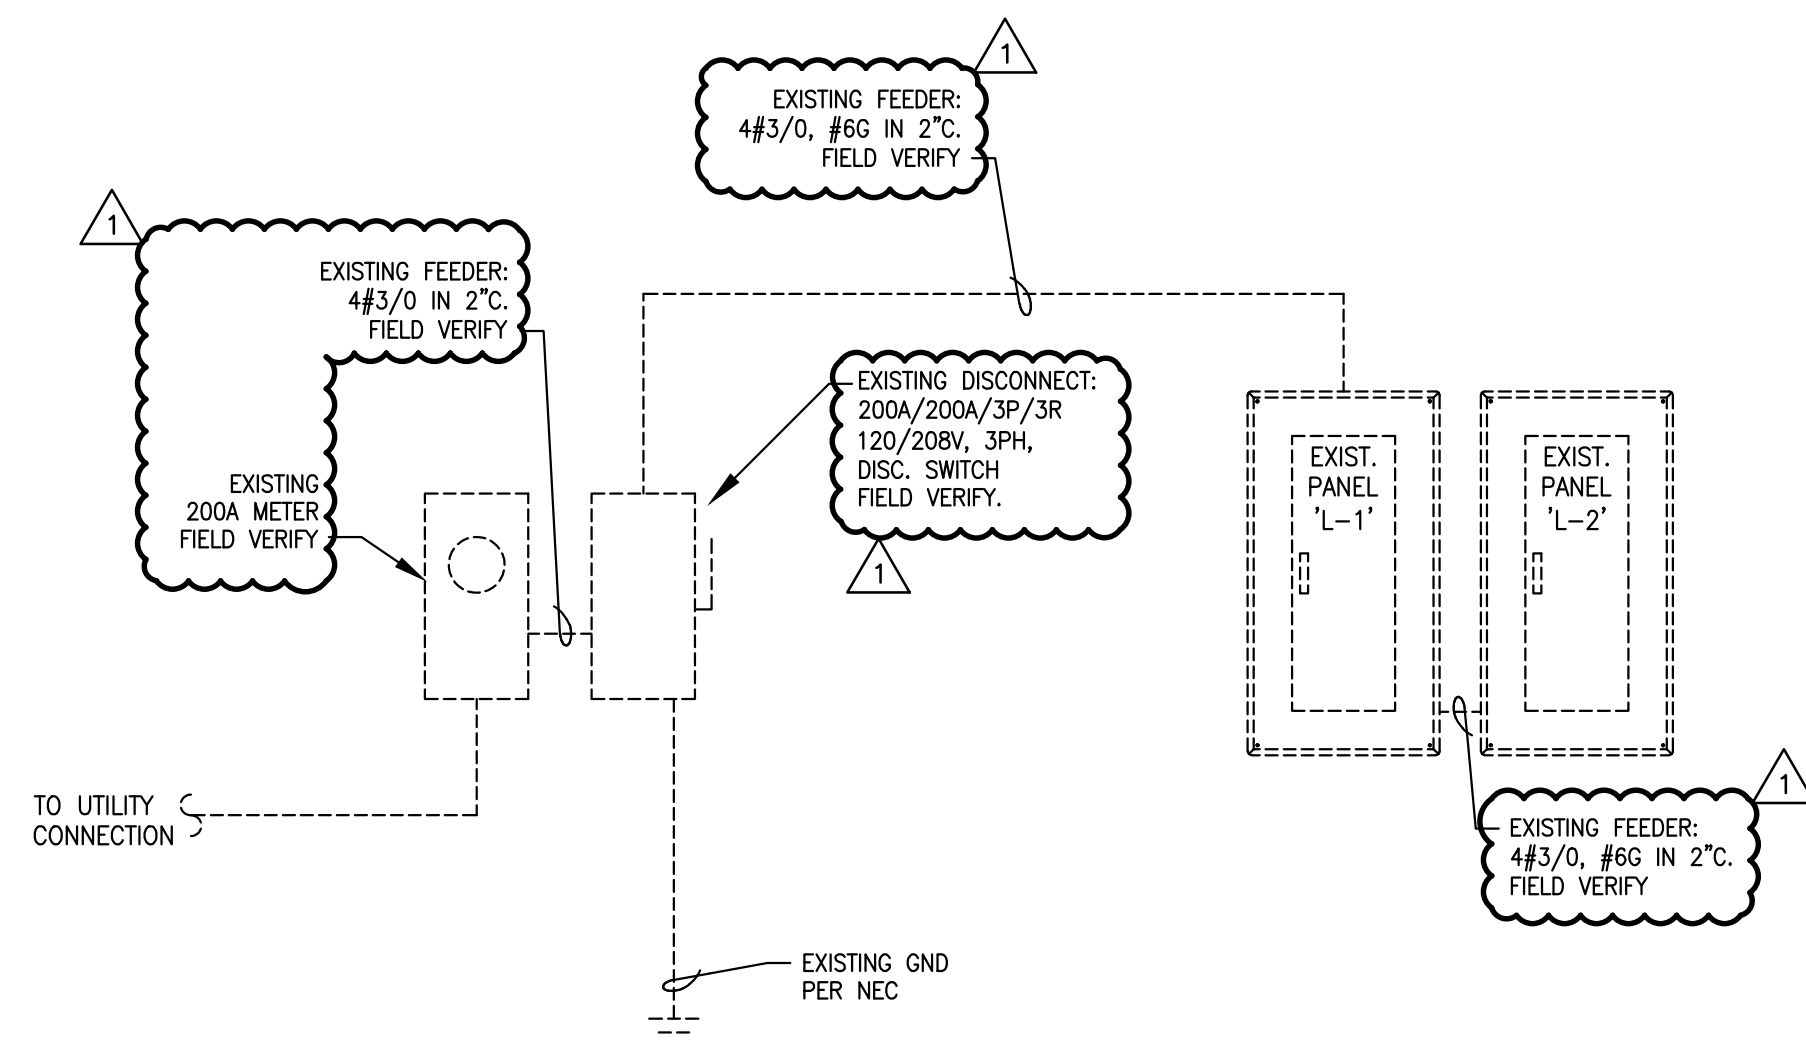 1
EXISTING FEEDER:
4#3/0, #6G IN 2"C.
FIELD VERIFY
1
EXISTING FEEDER:
4#3/0 IN 2"C.
FIELD VERIFY
EXISTING
200A METER
FIELD VERIFY
EXISTING DISCONNECT:
200A/200A/3P/3R
120/208V, 3PH,
DISC. SWITCH
FIELD VERIFY.
1
EXIST.
PANEL
'L-1'
EXIST.
PANEL
'L-2'
TO UTILITY
CONNECTION
1
EXISTING FEEDER:
4#3/0, #6G IN 2"C.
FIELD VERIFY
EXISTING GND
PER NEC